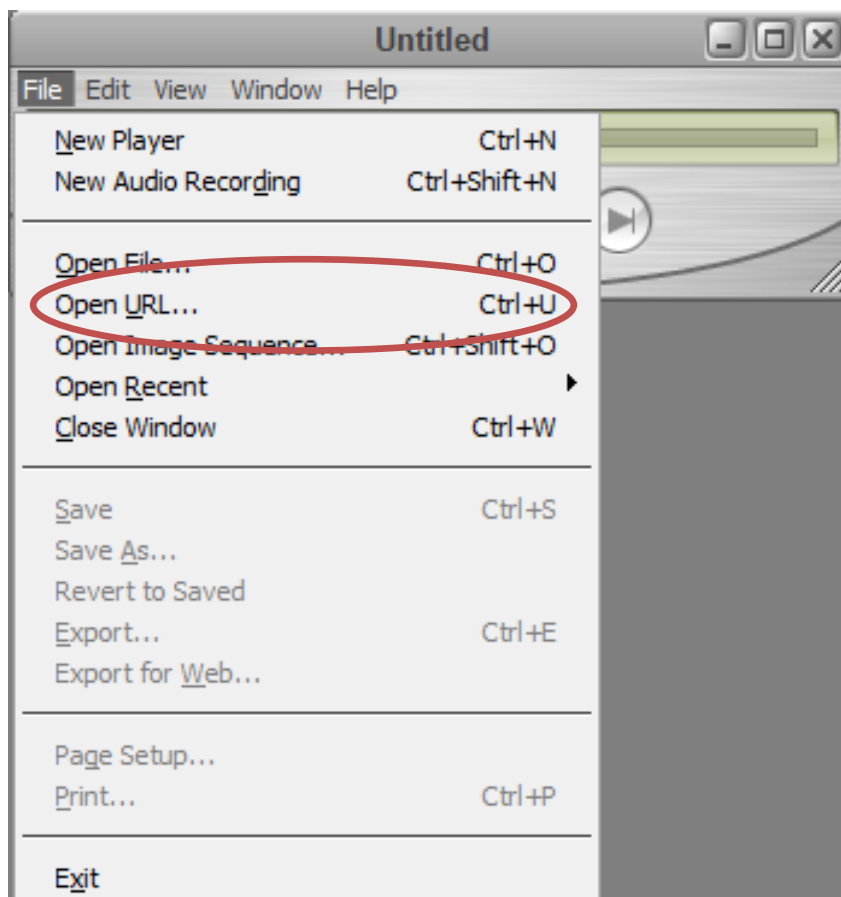 Untitled
File Edit View Window Help
New Player Ctrl+N
New Audio Recording Ctrl+Shift+N
Open File... Ctrl+O
Open URL... Ctrl+U
Open Image Sequence... Ctrl+Shift+O
Open Recent
Close Window Ctrl+W
Save Ctrl+S
Save As...
Revert to Saved
Export... Ctrl+E
Export for Web...
Page Setup...
Print... Ctrl+P
Exit